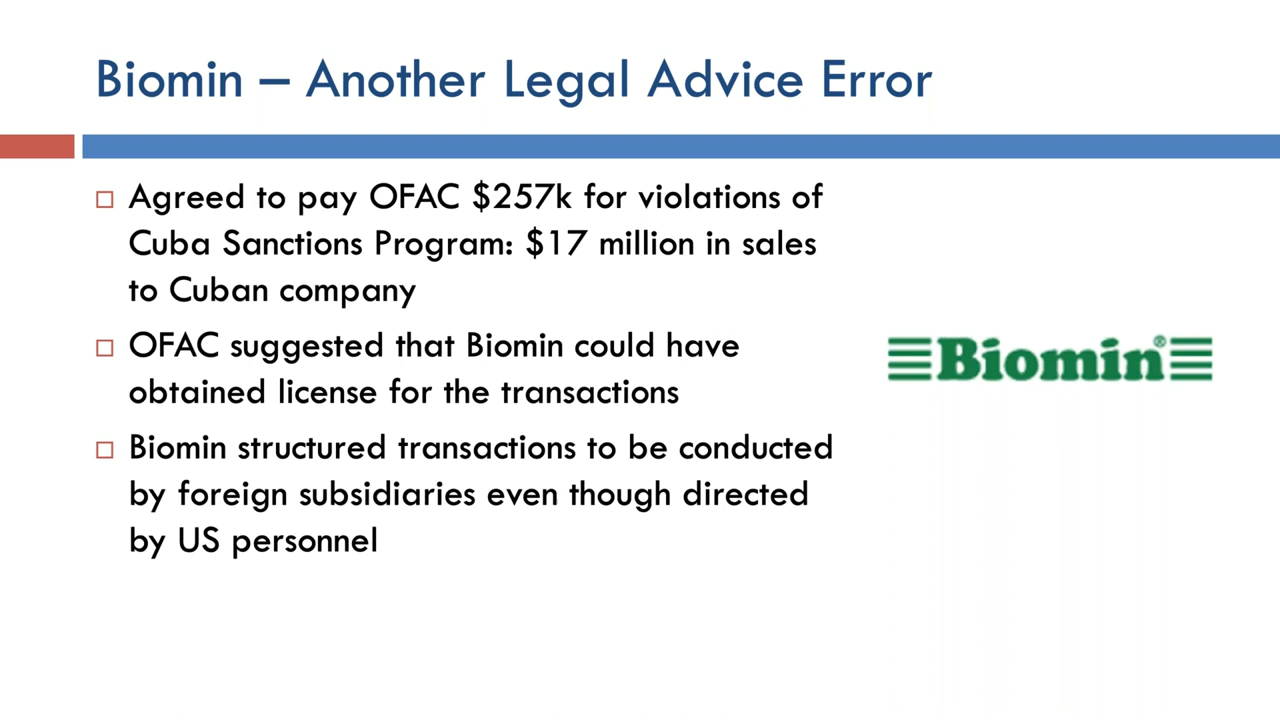 Biomin – Another Legal Advice Error
Agreed to pay OFAC $257k for violations of
Cuba Sanctions Program: $17 million in sales
to Cuban company
OFAC suggested that Biomin could have
obtained license for the transactions
Biomin®
Biomin structured transactions to be conducted
by foreign subsidiaries even though directed
by US personnel